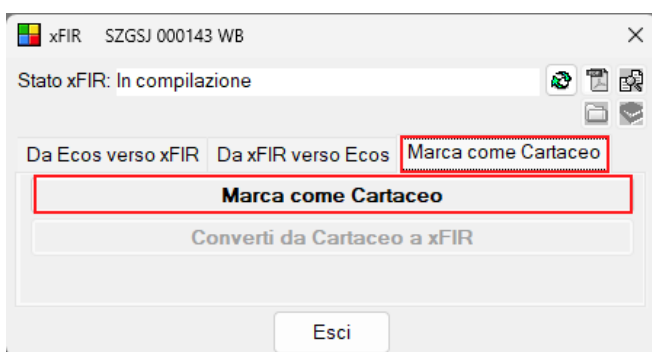 xFIR SZGSJ 000143 WB
Stato xFIR: In compilazione
Da Ecos verso xFIR Da xFIR verso Ecos Marca come Cartaceo
Marca come Cartaceo
Converti da Cartaceo a xFIR
Esci